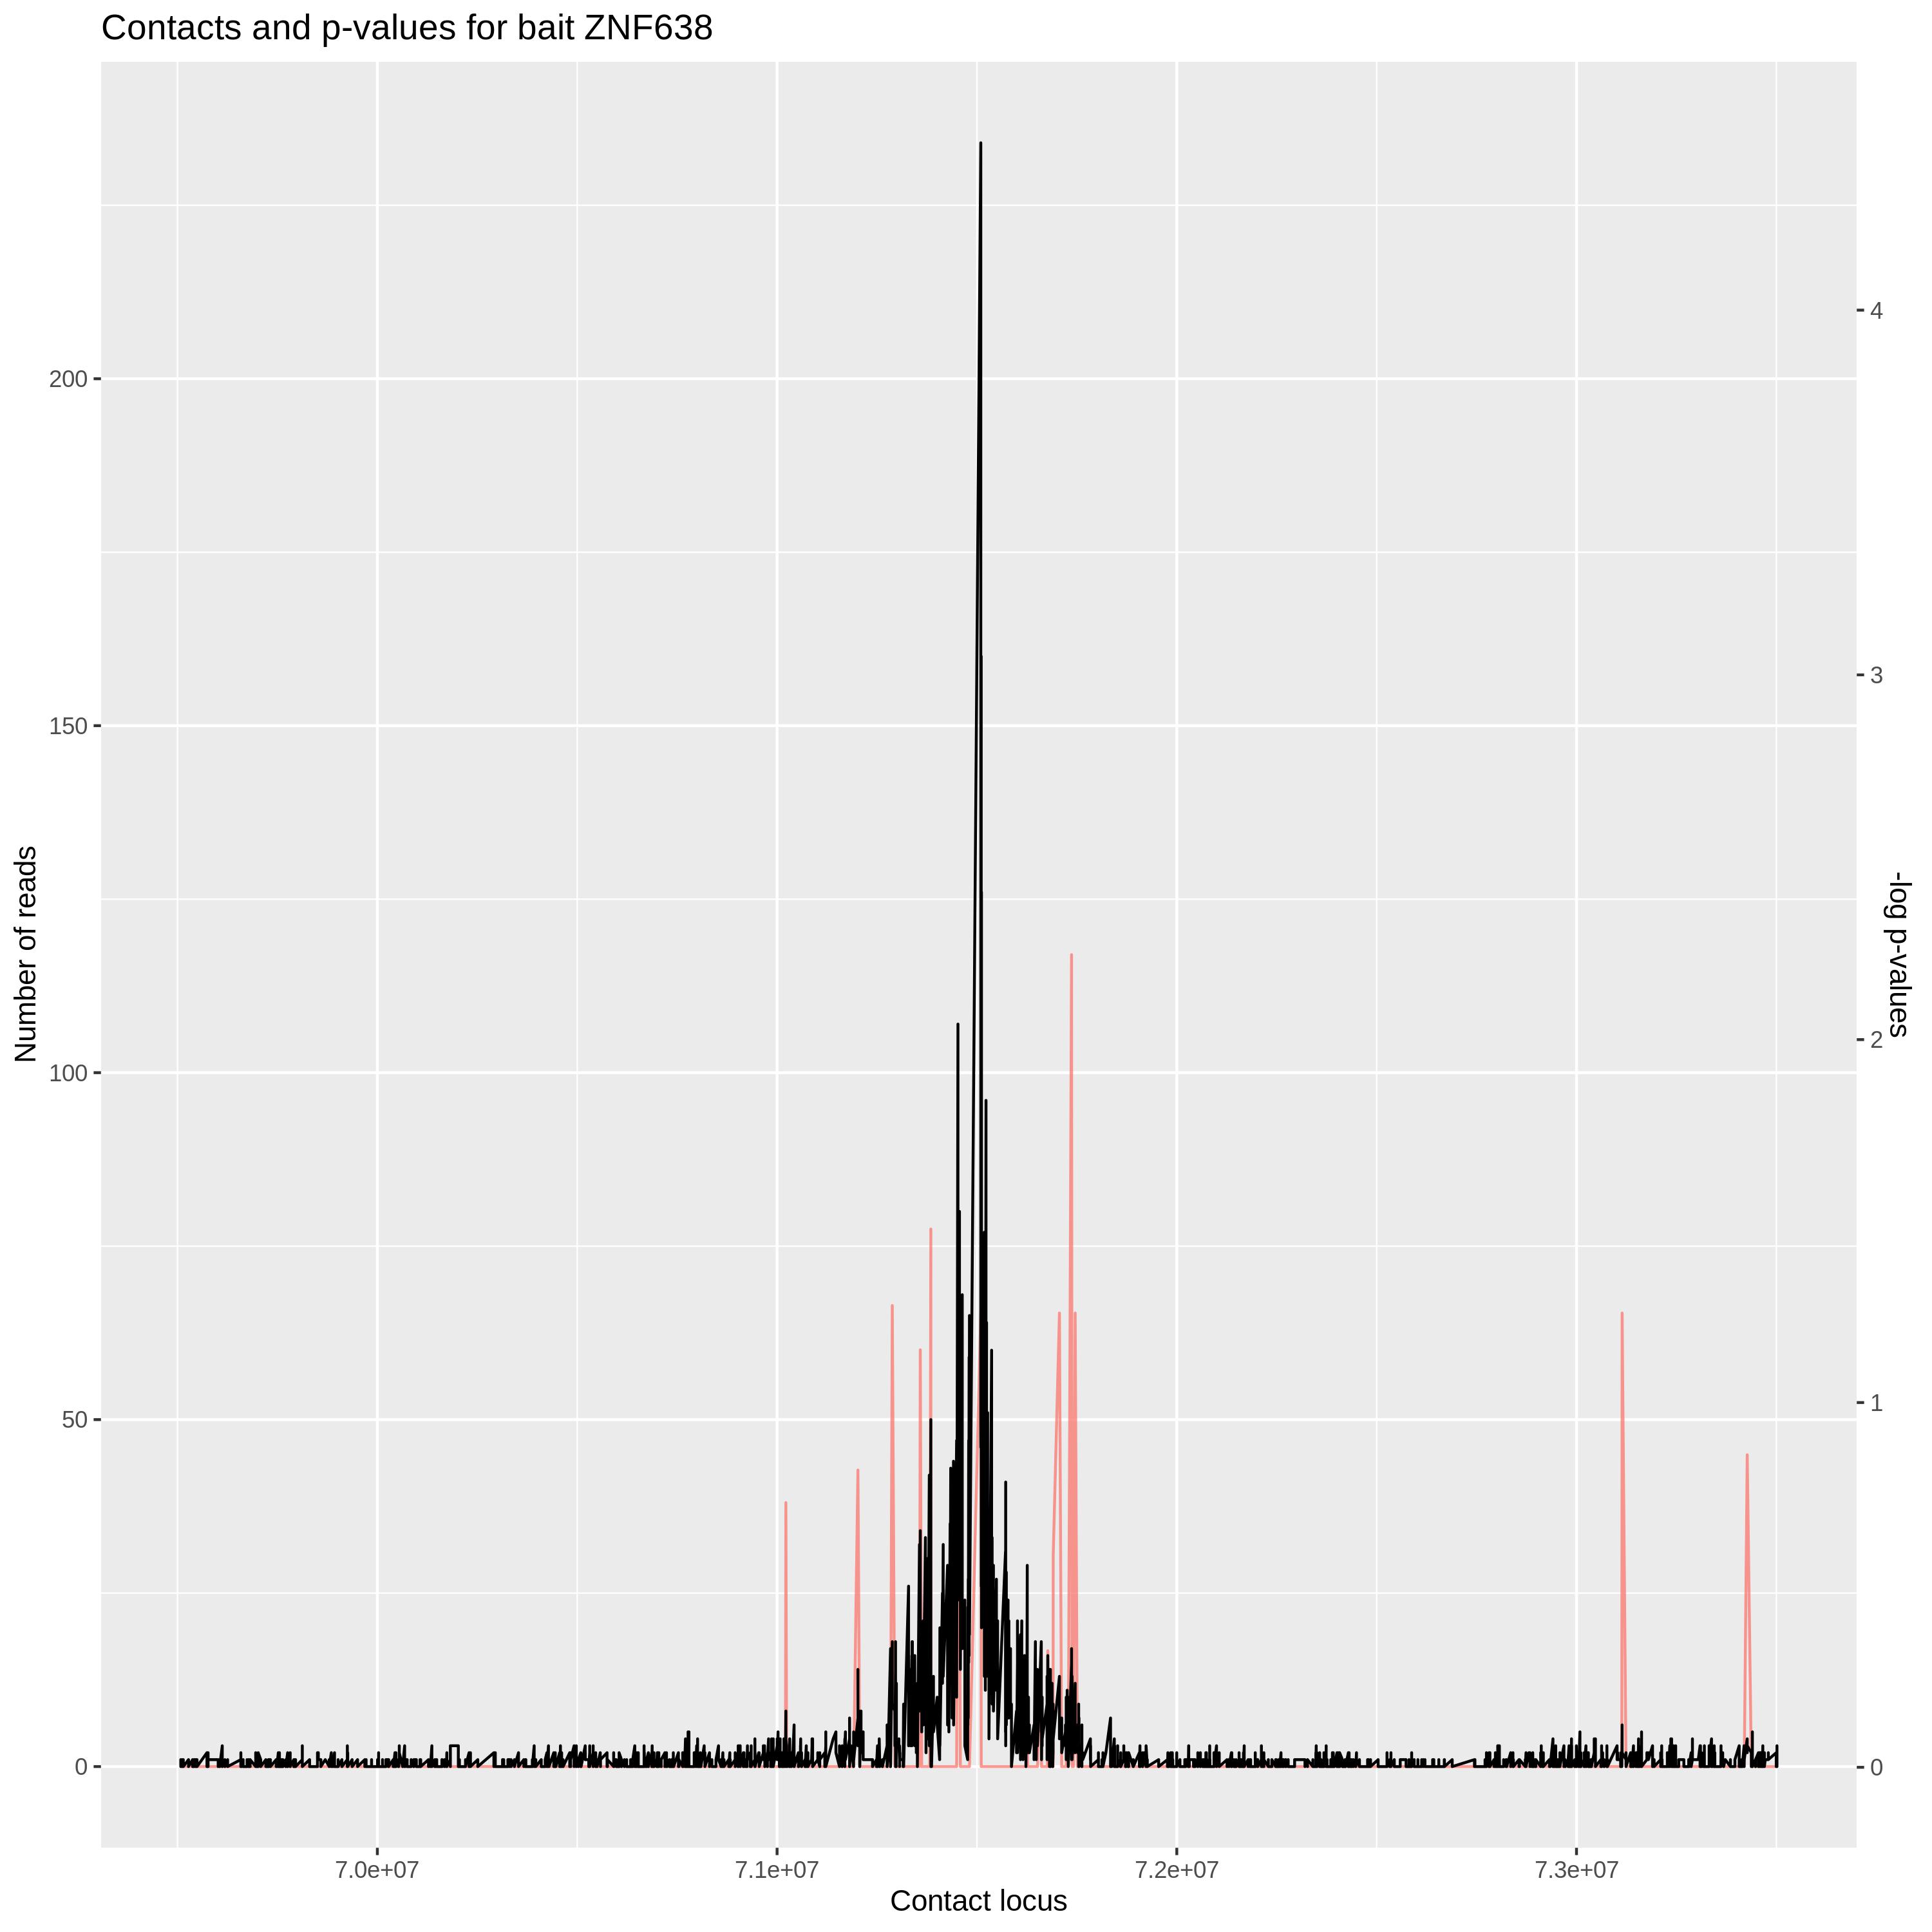 Contacts and p-values for bait ZNF638
Number of reads
200
150
100
50
0
4
3
2
1
0
-log p-values
7.0e+07
7.1e+07
7.2e+07
7.3e+07
Contact locus